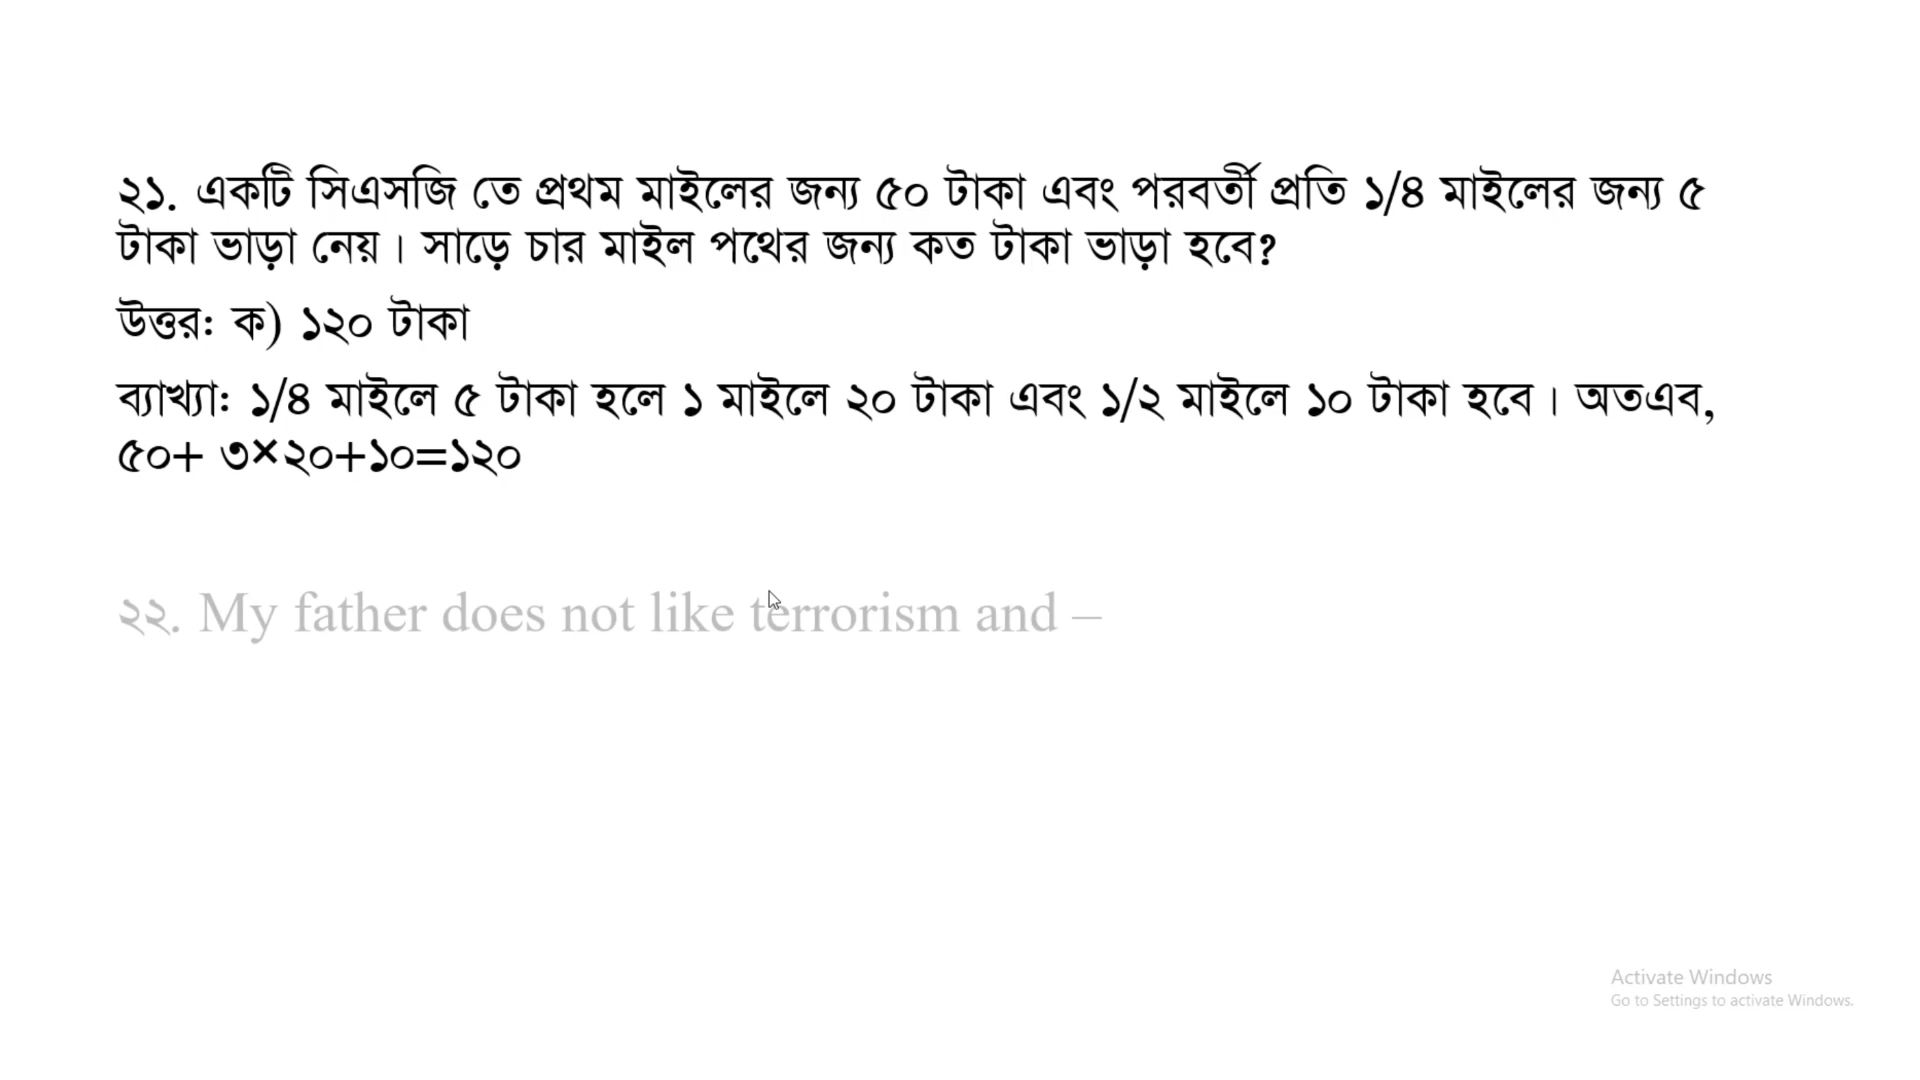 ২১. একটি সিএসজি তে প্রথম মাইলের জন্য ৫০ টাকা এবং পরবর্তী প্রতি ১/৪ মাইলের জন্য ৫
টাকা ভাড়া নেয়। সাড়ে চার মাইল পথের জন্য কত টাকা ভাড়া হবে?
উত্তর: ক) ১২০ টাকা
ব্যাখ্যা: ১/৪ মাইলে ৫ টাকা হলে ১ মাইলে ২০ টাকা এবং ১/২ মাইলে ১০ টাকা হবে। অতএব,
৫০+ ৩×২০+১০=১২০
২২. My father does not like terrorism and –
Activate Windows
Go to Settings to activate Windows.